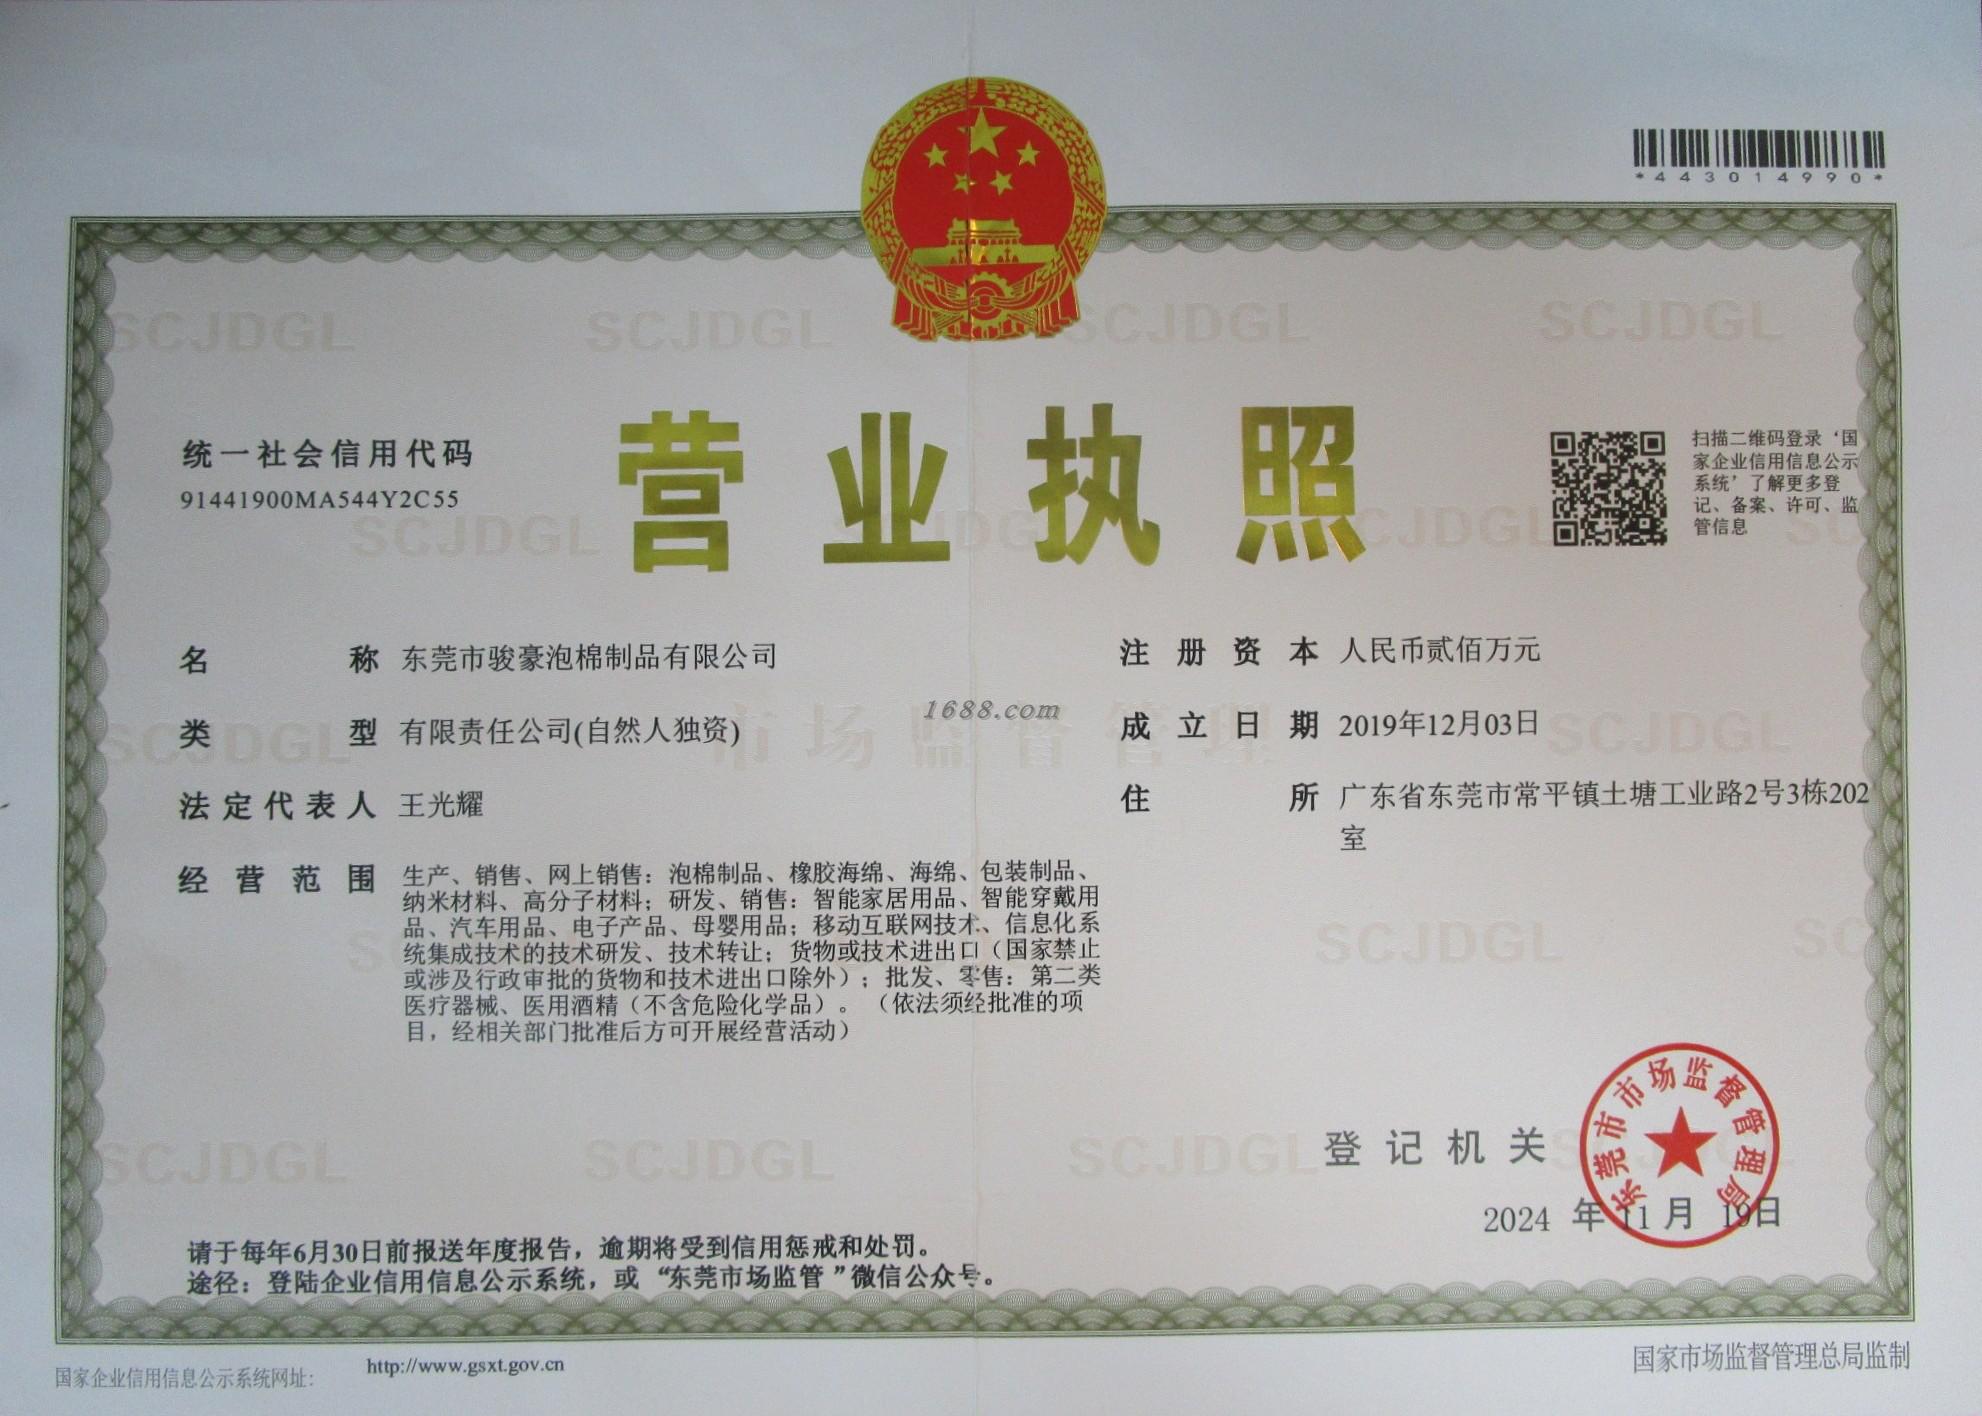 *443014990*
营业执照
统一社会信用代码
91441900MA544Y2C55
扫描二维码登录‘国
家企业信用信息公示
系统’了解更多登
记、备案、许可、监
管信息
名称 东莞市骏豪泡棉制品有限公司
类型 有限责任公司(自然人独资)
法定代表人 王光耀
经营范围 生产、销售、网上销售：泡棉制品、橡胶海绵、海绵、包装制品、
纳米材料、高分子材料；研发、销售：智能家居用品、智能穿戴用
品、汽车用品、电子产品、母婴用品；移动互联网技术、信息化系
统集成技术的技术研发、技术转让；货物或技术进出口（国家禁止
或涉及行政审批的货物和技术进出口除外）；批发、零售：第二类
医疗器械、医用酒精（不含危险化学品）。（依法须经批准的项
目，经相关部门批准后方可开展经营活动）
注册资本 人民币贰佰万元
成立日期 2019年12月03日
住所 广东省东莞市常平镇土塘工业路2号3栋202
室
1688.com
市场监督管理
SCJDGL SCJDGL SCJDGL SCJDGL
登记机关
东莞市市场监督管理局
2024 年 11 月 19日
请于每年6月30日前报送年度报告，逾期将受到信用惩戒和处罚。
途径：登陆企业信用信息公示系统，或“东莞市场监管”微信公众号。
国家企业信用信息公示系统网址： http://www.gsxt.gov.cn
国家市场监督管理总局监制